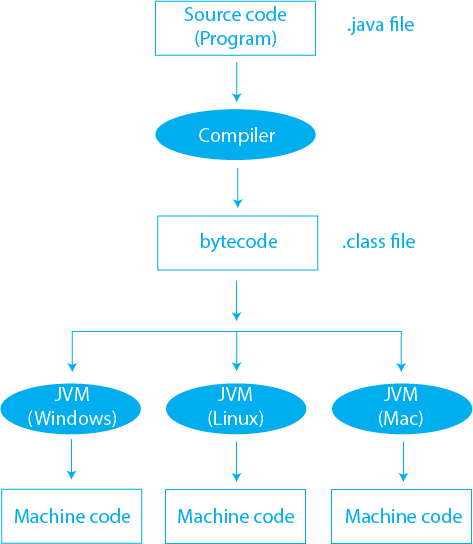 Source code
(Program)
.java file
Compiler
bytecode
.class file
JVM
(Windows)
JVM
(Linux)
JVM
(Mac)
Machine code
Machine code
Machine code